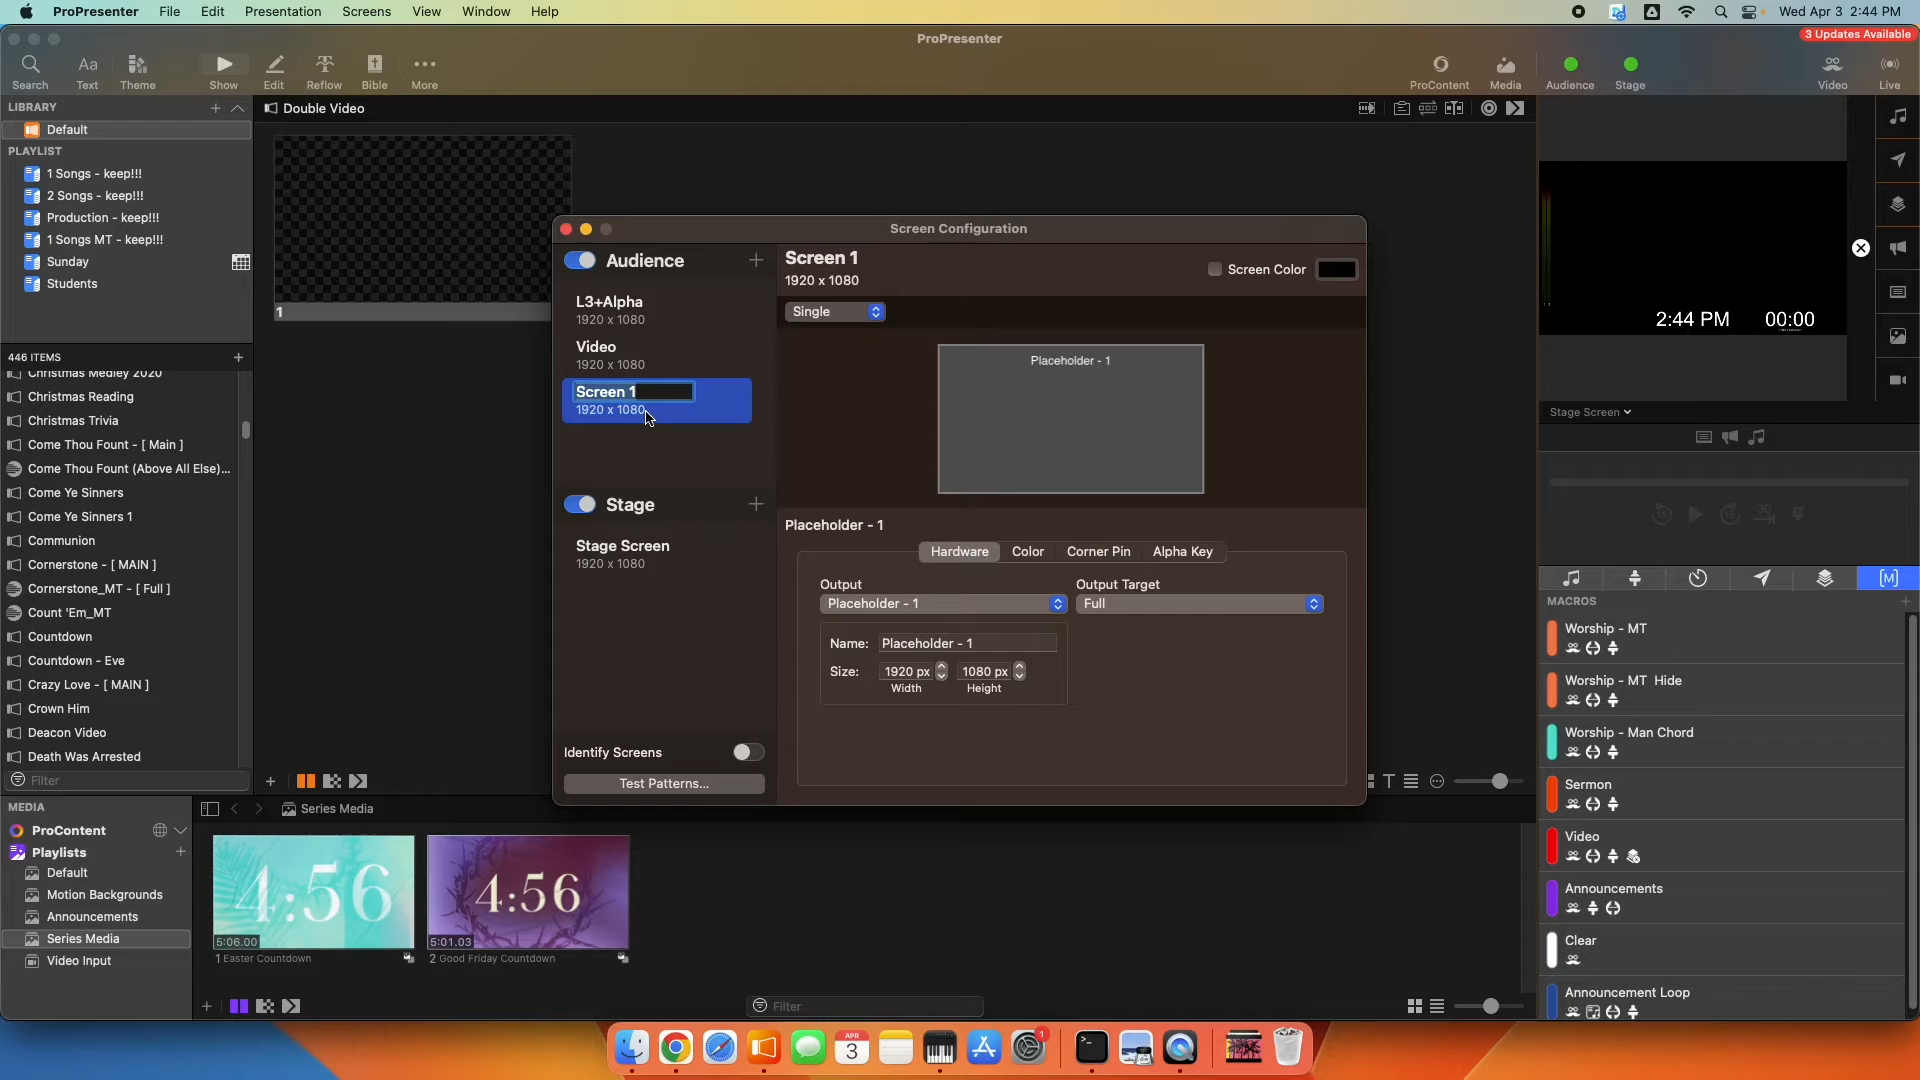 ProPresenter File Edit Presentation Screens View Window Help Wed Apr 3 2:44 PM
ProPresenter
3 Updates Available
Search Text Theme Show Edit Reflow Bible More ProContent Media Audience Stage Video Live
LIBRARY
Default
PLAYLIST
1 Songs - keep!!!
2 Songs - keep!!!
Production - keep!!!
1 Songs MT - keep!!!
Sunday
Students
446 ITEMS
Christmas Medley 2020
Christmas Reading
Christmas Trivia
Come Thou Fount - [ Main ]
Come Thou Fount (Above All Else)...
Come Ye Sinners
Come Ye Sinners 1
Communion
Cornerstone - [ MAIN ]
Cornerstone_MT - [ Full ]
Count 'Em_MT
Countdown
Countdown - Eve
Crazy Love - [ MAIN ]
Crown Him
Deacon Video
Death Was Arrested
Filter
Double Video
1
Screen Configuration
Audience
L3+Alpha
1920 x 1080
Video
1920 x 1080
Screen 1
1920 x 1080
Stage
Stage Screen
1920 x 1080
Identify Screens
Test Patterns...
Screen 1
1920 x 1080
Screen Color
Single
Placeholder - 1
Placeholder - 1
Hardware Color Corner Pin Alpha Key
Output Output Target
Placeholder - 1 Full
Name: Placeholder - 1
Size: 1920 px 1080 px
Width Height
2:44 PM 00:00
Stage Screen
15 15 -30
MACROS
Worship - MT
Worship - MT Hide
Worship - Man Chord
Sermon
Video
Announcements
Clear
Announcement Loop
MEDIA
ProContent
Playlists
Default
Motion Backgrounds
Announcements
Series Media
Video Input
Series Media
4:56
5:06.00
1 Easter Countdown
4:56
5:01.03
2 Good Friday Countdown
Filter
APR
3
1